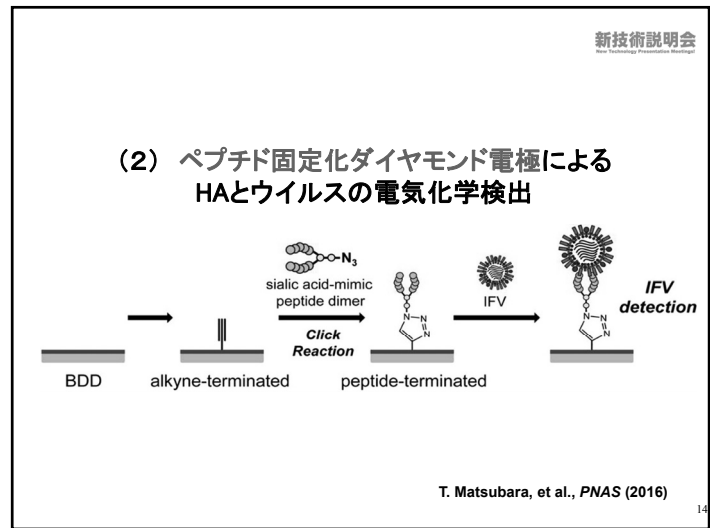 新技術説明会
New Technology Presentation Meetings!
（２） ペプチド固定化ダイヤモンド電極による
HAとウイルスの電気化学検出
N₃
sialic acid-mimic
peptide dimer
IFV
IFV
detection
Click
Reaction
N
N
N
N
N
N
BDD
alkyne-terminated
peptide-terminated
T. Matsubara, et al., PNAS (2016)
14